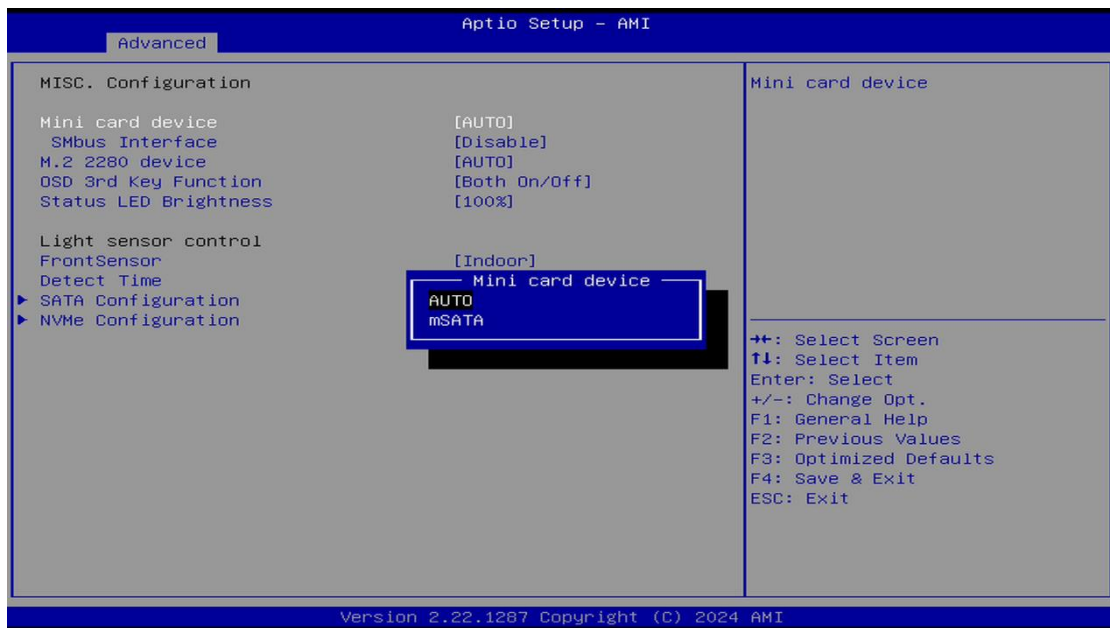 Aptio Setup – AMI
Advanced
MISC. Configuration
Mini card device [AUTO]
SMbus Interface [Disable]
M.2 2280 device [AUTO]
OSD 3rd Key Function [Both On/Off]
Status LED Brightness [100%]
Light sensor control
FrontSensor [Indoor]
Detect Time
▶ SATA Configuration
▶ NVMe Configuration
Mini card device
AUTO
mSATA
Mini card device
→←: Select Screen
↑↓: Select Item
Enter: Select
+/-: Change Opt.
F1: General Help
F2: Previous Values
F3: Optimized Defaults
F4: Save & Exit
ESC: Exit
Version 2.22.1287 Copyright (C) 2024 AMI